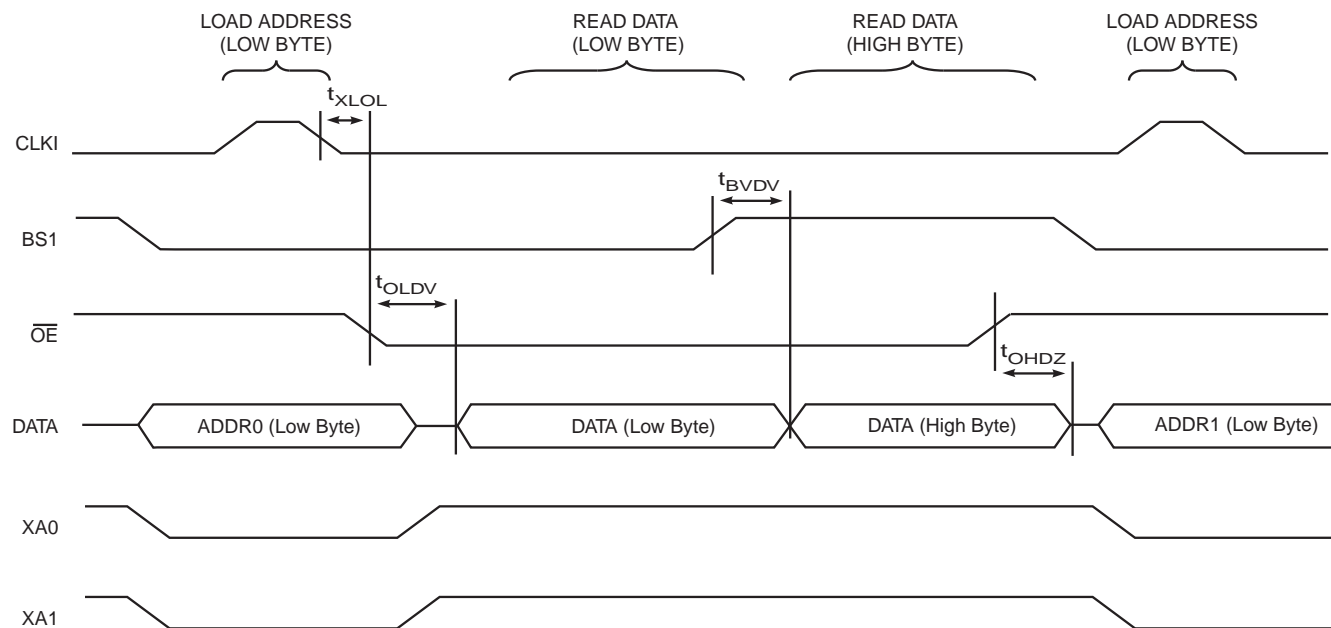 LOAD ADDRESS
(LOW BYTE)
READ DATA
(LOW BYTE)
READ DATA
(HIGH BYTE)
LOAD ADDRESS
(LOW BYTE)
tXLOL
CLKI
tBVDV
BS1
tOLDV
OE
tOHDZ
DATA
ADDR0 (Low Byte)
DATA (Low Byte)
DATA (High Byte)
ADDR1 (Low Byte)
XA0
XA1